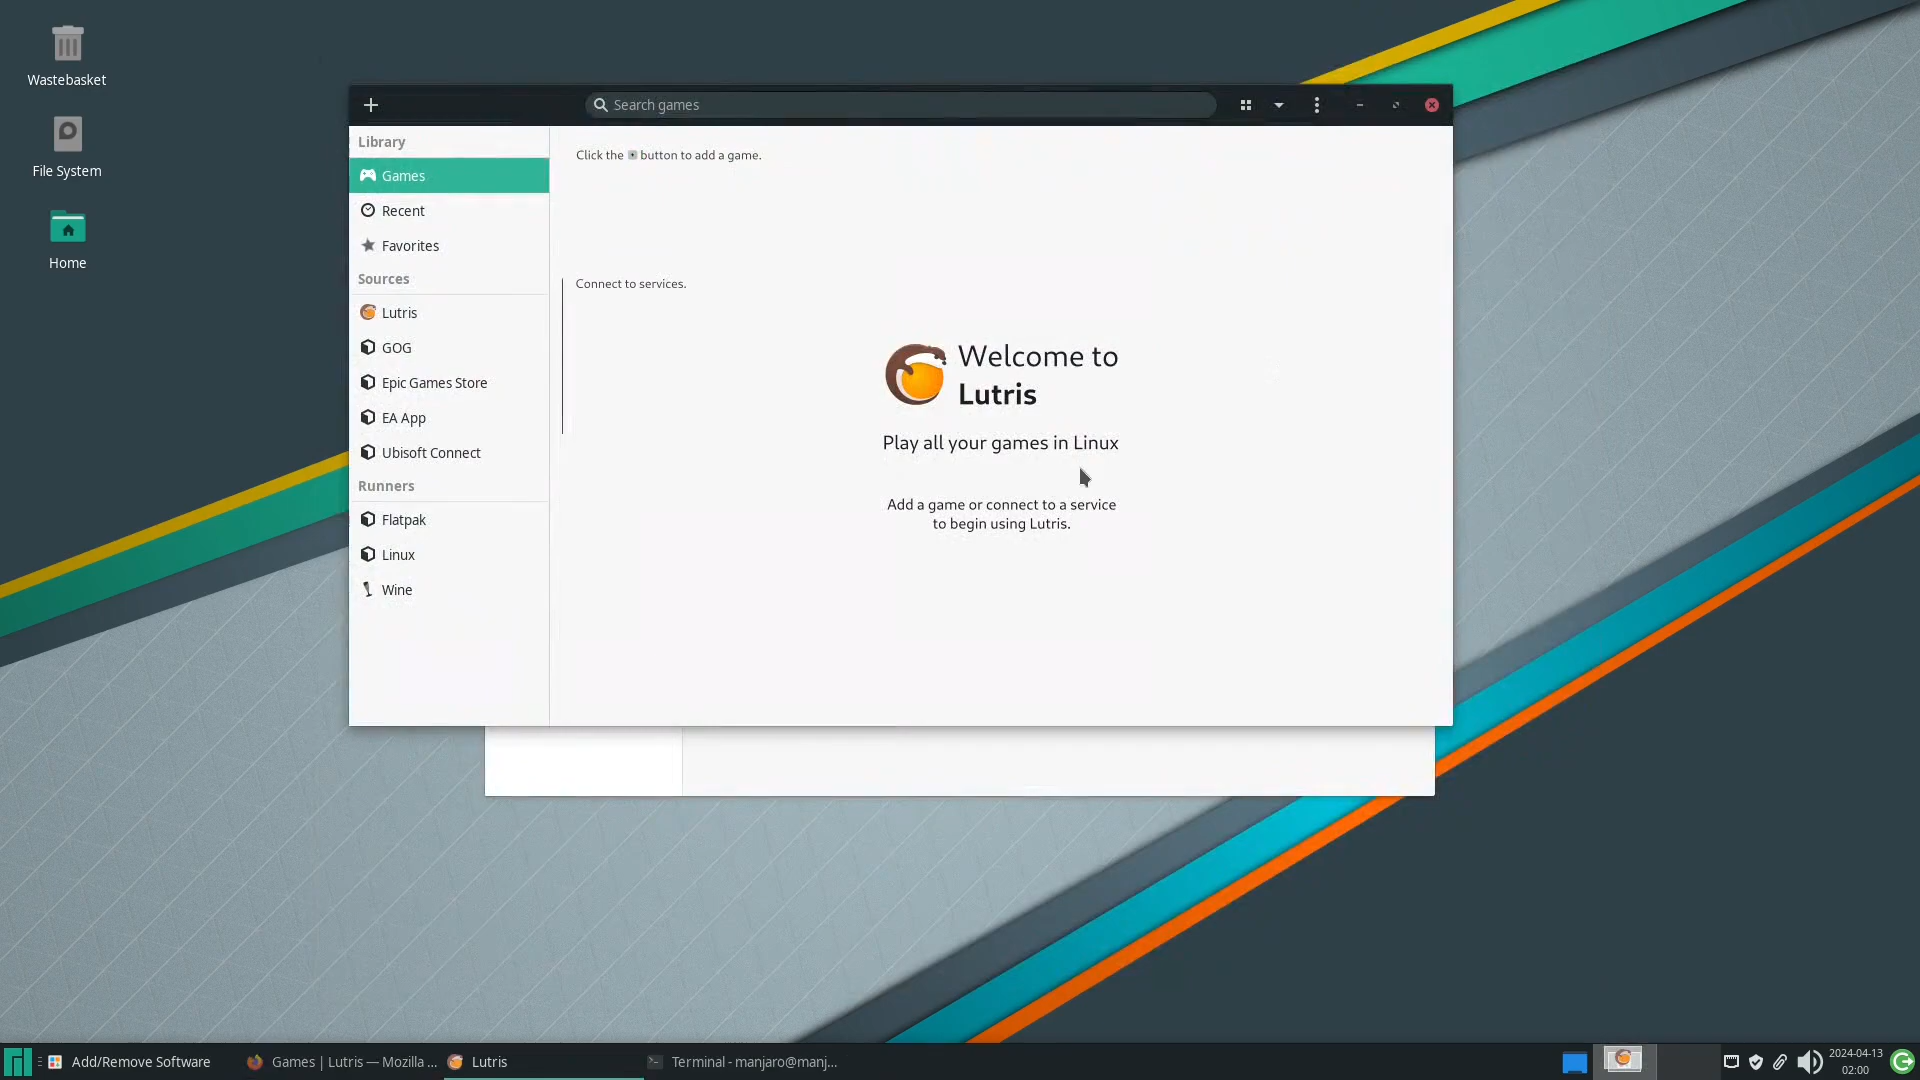 Wastebasket
File System
Home
Search games
Library
Games
Recent
Favorites
Sources
Lutris
GOG
Epic Games Store
EA App
Ubisoft Connect
Runners
Flatpak
Linux
Wine
Click the button to add a game.
Connect to services.
Welcome to
Lutris
Play all your games in Linux
Add a game or connect to a service
to begin using Lutris.
Add/Remove Software
Games | Lutris — Mozilla ...
Lutris
Terminal - manjaro@manj...
2024-04-13
02:00